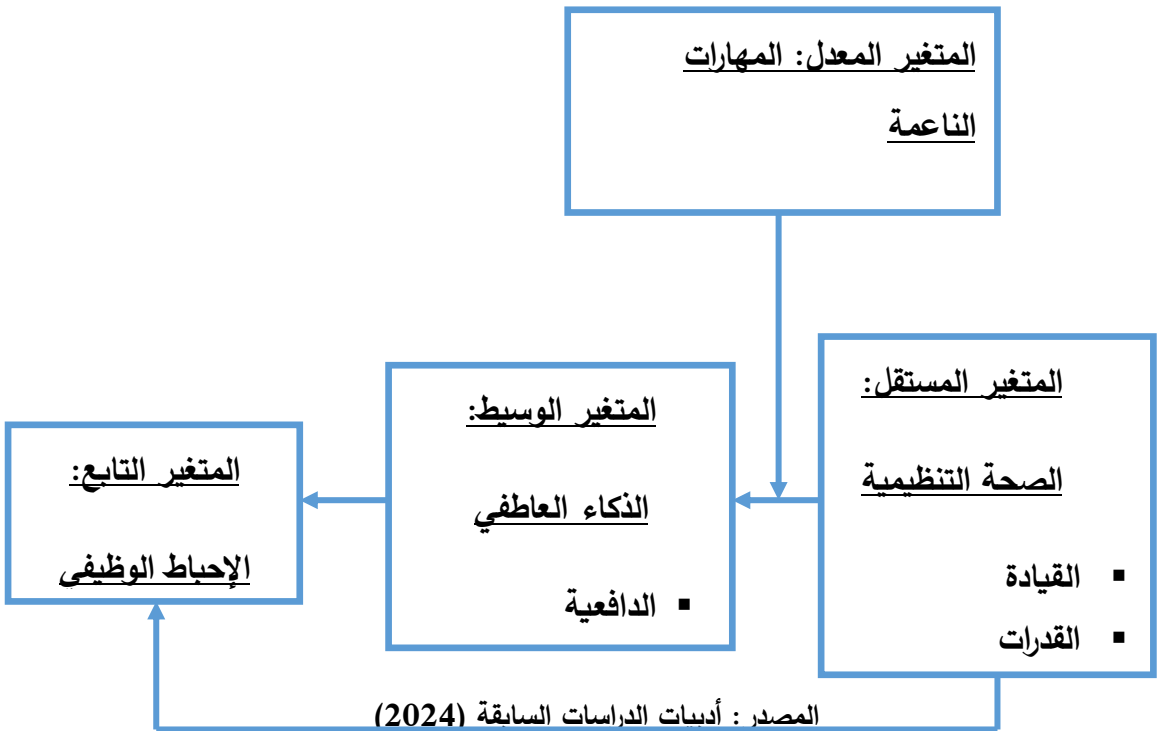 المتغير المعدل: المهارات
الناعمة
المتغير المستقل:
الصحة التنظيمية
▪ القيادة
▪ القدرات
المتغير الوسيط:
الذكاء العاطفي
▪ الدافعية
المتغير التابع:
الإحباط الوظيفي
المصدر: أدبيات الدراسات السابقة (2024)